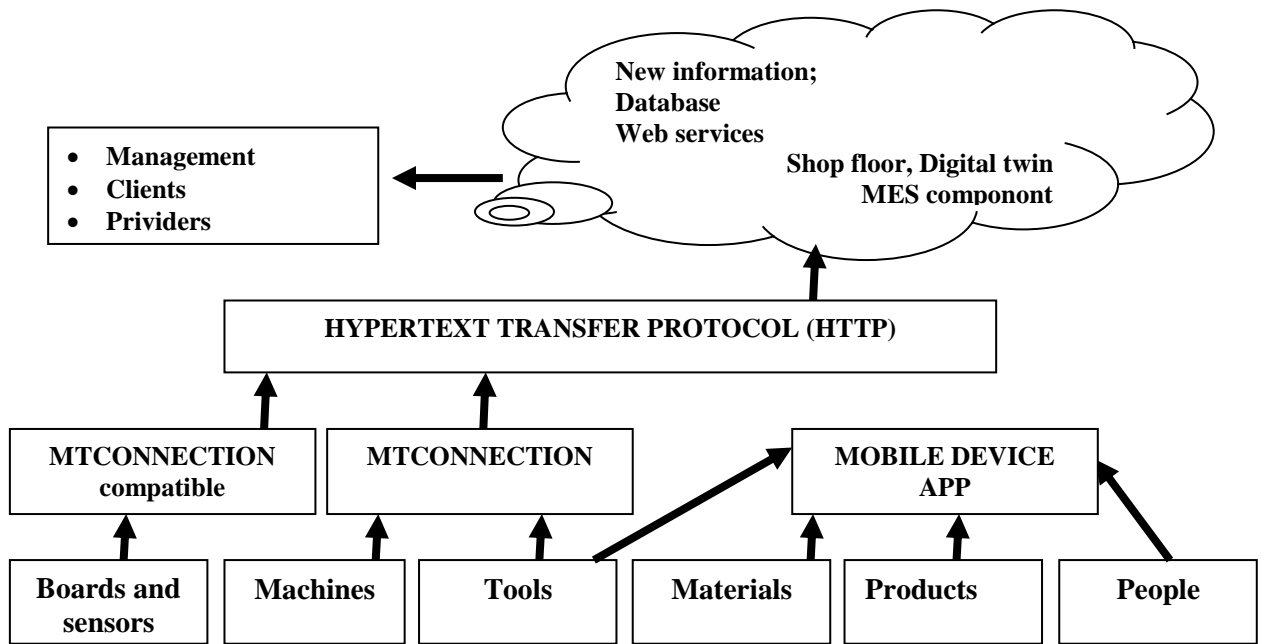 New information;
Database
Web services
Shop floor, Digital twin
MES componont
• Management
• Clients
• Prividers
HYPERTEXT TRANSFER PROTOCOL (HTTP)
MTCONNECTION
compatible
MTCONNECTION
MOBILE DEVICE
APP
Boards and
sensors
Machines
Tools
Materials
Products
People